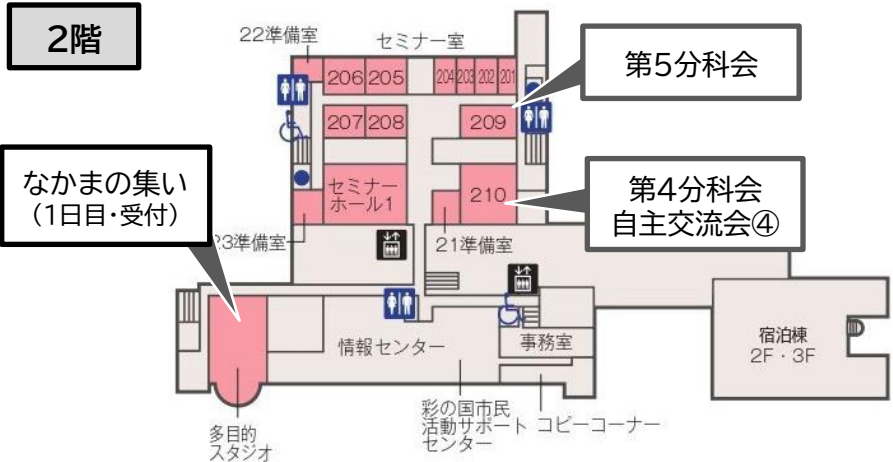 2階
22準備室
セミナー室
206
205
204
203
202
201
第5分科会
207
208
209
なかまの集い
（1日目・受付）
セミナー
ホール1
210
第4分科会
自主交流会④
23準備室
21準備室
情報センター
事務室
宿泊棟
2F・3F
彩の国市民
活動サポート
センター
コピーコーナー
多目的
スタジオ